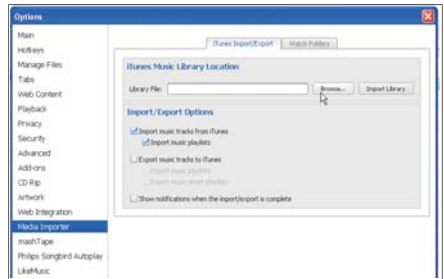 Options
Main
Hotkeys
Manage Files
Tabs
Web Content
Playback
Privacy
Security
Advanced
Add-ons
CD Rip
Artwork
Web Integration
Media Importer
mashTape
Philips Songbird Autoplay
LikeMusic
iTunes Import/Export Watch Folders
iTunes Music Library Location
Library File: Browse... Import Library
Import/Export Options
Import music tracks from iTunes
Import music playlists
Export music tracks to iTunes
Export music playlists
Export music smart playlists
Show notifications when the import/export is complete